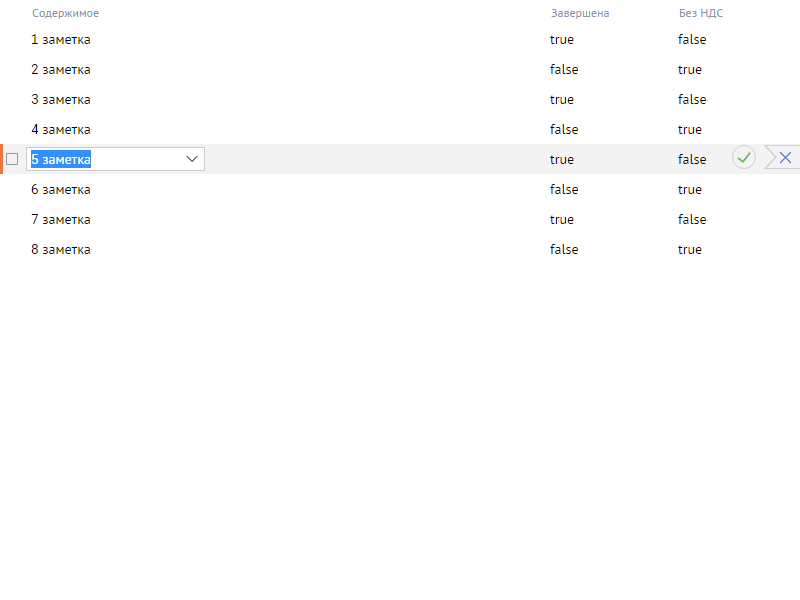 Содержимое Завершена Без НДС
1 заметка true false
2 заметка false true
3 заметка true false
4 заметка false true
5 заметка true false
6 заметка false true
7 заметка true false
8 заметка false true